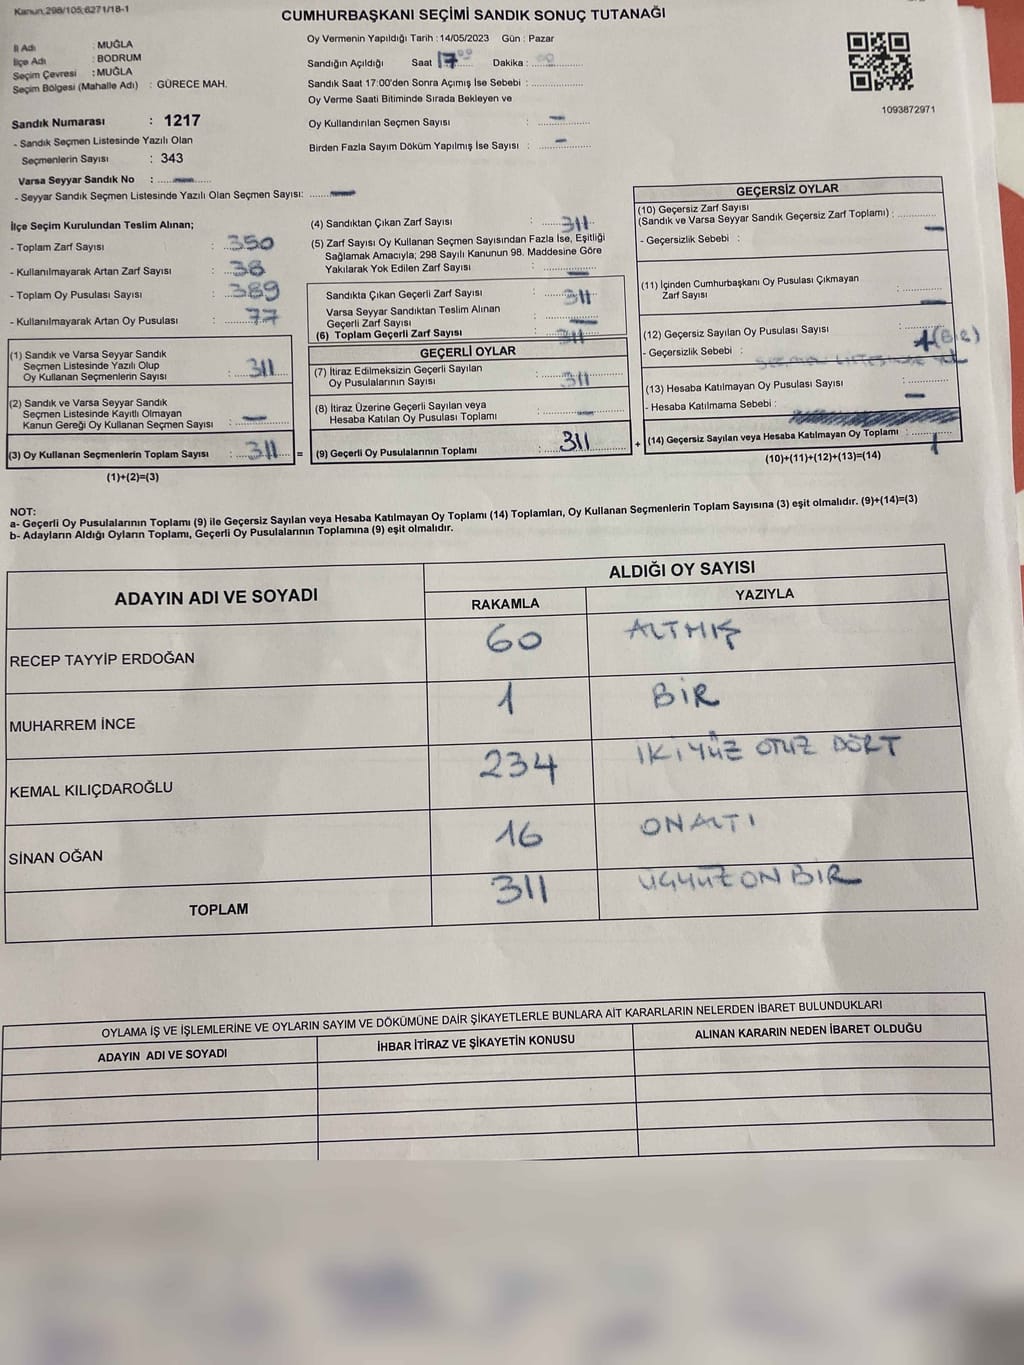 Kanun,298/105,6271/18-1
CUMHURBAŞKANI SEÇİMİ SANDIK SONUÇ TUTANAĞI
İl Adı : MUĞLA
İlçe Adı : BODRUM
Seçim Çevresi : MUĞLA
Seçim Bölgesi (Mahalle Adı) : GÜRECE MAH.
Oy Vermenin Yapıldığı Tarih : 14/05/2023 Gün : Pazar
Sandığın Açıldığı Saat 17 00 Dakika : 00
Sandık Saat 17:00'den Sonra Açımış İse Sebebi :
Oy Verme Saati Bitiminde Sırada Bekleyen ve
Oy Kullandırılan Seçmen Sayısı : —
Birden Fazla Sayım Döküm Yapılmış İse Sayısı : —
1093872971
Sandık Numarası : 1217
- Sandık Seçmen Listesinde Yazılı Olan
Seçmenlerin Sayısı : 343
Varsa Seyyar Sandık No : —
- Seyyar Sandık Seçmen Listesinde Yazılı Olan Seçmen Sayısı: —
İlçe Seçim Kurulundan Teslim Alınan;
- Toplam Zarf Sayısı : 350
- Kullanılmayarak Artan Zarf Sayısı : 38
- Toplam Oy Pusulası Sayısı : 389
- Kullanılmayarak Artan Oy Pusulası : 77
(1) Sandık ve Varsa Seyyar Sandık
Seçmen Listesinde Yazılı Olup
Oy Kullanan Seçmenlerin Sayısı : 311
(2) Sandık ve Varsa Seyyar Sandık
Seçmen Listesinde Kayıtlı Olmayan
Kanun Gereği Oy Kullanan Seçmen Sayısı : —
(3) Oy Kullanan Seçmenlerin Toplam Sayısı : 311 =
(1)+(2)=(3)
(4) Sandıktan Çıkan Zarf Sayısı : 311
(5) Zarf Sayısı Oy Kullanan Seçmen Sayısından Fazla İse, Eşitliği
Sağlamak Amacıyla; 298 Sayılı Kanunun 98. Maddesine Göre
Yakılarak Yok Edilen Zarf Sayısı : —
Sandıkta Çıkan Geçerli Zarf Sayısı : 311
Varsa Seyyar Sandıktan Teslim Alınan
Geçerli Zarf Sayısı : —
(6) Toplam Geçerli Zarf Sayısı : 311
GEÇERLİ OYLAR
(7) İtiraz Edilmeksizin Geçerli Sayılan
Oy Pusulalarının Sayısı : 311
(8) İtiraz Üzerine Geçerli Sayılan veya
Hesaba Katılan Oy Pusulası Toplamı : —
(9) Geçerli Oy Pusulalarının Toplamı : 311 +
GEÇERSİZ OYLAR
(10) Geçersiz Zarf Sayısı
(Sandık ve Varsa Seyyar Sandık Geçersiz Zarf Toplamı) : —
- Geçersizlik Sebebi :
(11) İçinden Cumhurbaşkanı Oy Pusulası Çıkmayan
Zarf Sayısı : —
(12) Geçersiz Sayılan Oy Pusulası Sayısı : 1 (BİR)
- Geçersizlik Sebebi : SEÇMEN LİSTESİNDE YOK
(13) Hesaba Katılmayan Oy Pusulası Sayısı : —
- Hesaba Katılmama Sebebi :
(14) Geçersiz Sayılan veya Hesaba Katılmayan Oy Toplamı : 1
(10)+(11)+(12)+(13)=(14)
NOT:
a- Geçerli Oy Pusulalarının Toplamı (9) ile Geçersiz Sayılan veya Hesaba Katılmayan Oy Toplamı (14) Toplamları, Oy Kullanan Seçmenlerin Toplam Sayısına (3) eşit olmalıdır. (9)+(14)=(3)
b- Adayların Aldığı Oyların Toplamı, Geçerli Oy Pusulalarının Toplamına (9) eşit olmalıdır.
ADAYIN ADI VE SOYADI
ALDIĞI OY SAYISI
RAKAMLA YAZIYLA
RECEP TAYYİP ERDOĞAN 60 ALTMIŞ
MUHARREM İNCE 1 BİR
KEMAL KILIÇDAROĞLU 234 İKİYÜZ OTUZ DÖRT
SİNAN OĞAN 16 ONALTI
TOPLAM 311 ÜÇYÜZ ON BİR
OYLAMA İŞ VE İŞLEMLERİNE VE OYLARIN SAYIM VE DÖKÜMÜNE DAİR ŞİKAYETLERLE BUNLARA AİT KARARLARIN NELERDEN İBARET BULUNDUKLARI
ADAYIN ADI VE SOYADI İHBAR İTİRAZ VE ŞİKAYETİN KONUSU ALINAN KARARIN NEDEN İBARET OLDUĞU